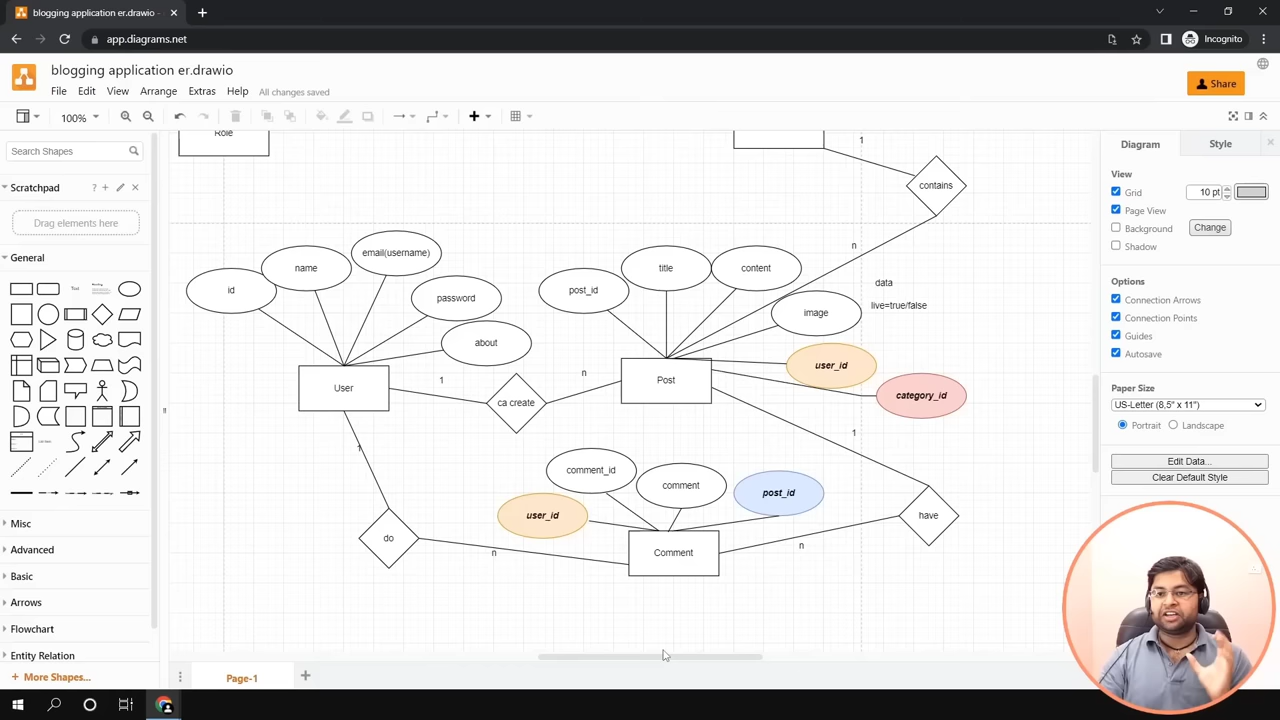 blogging application er.drawio -
app.diagrams.net
Incognito
blogging application er.drawio
File Edit View Arrange Extras Help All changes saved
Share
100%
Search Shapes
Scratchpad
Drag elements here
General
Text
Misc
Advanced
Basic
Arrows
Flowchart
Entity Relation
+ More Shapes...
Role
1
contains
n
id
name
email(username)
password
about
User
1
ca create
n
post_id
title
content
image
data
live=true/false
user_id
category_id
Post
1
1
have
n
do
n
user_id
comment_id
comment
post_id
Comment
Page-1
Diagram Style
View
Grid 10 pt
Page View
Background Change
Shadow
Options
Connection Arrows
Connection Points
Guides
Autosave
Paper Size
US-Letter (8,5" x 11")
Portrait Landscape
Edit Data...
Clear Default Style